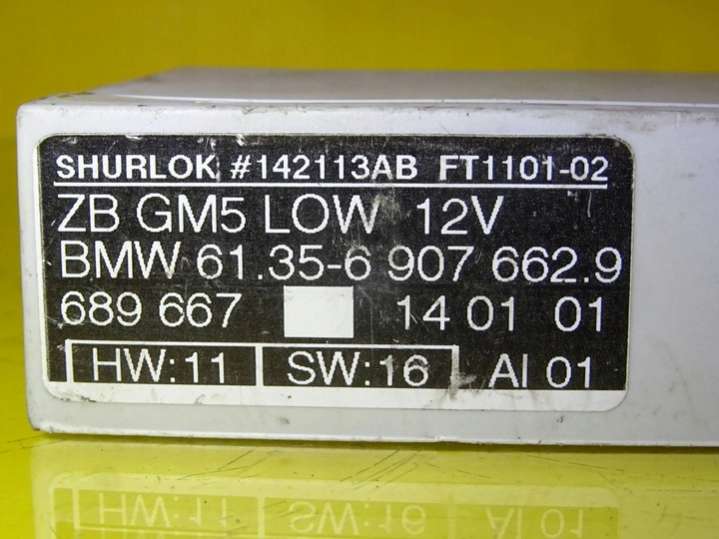 SHURLOK #142113AB FT1101-02
ZB GM5 LOW 12V
BMW 61.35-6 907 662.9
689 667 14 01 01
HW:11 SW:16 AI 01